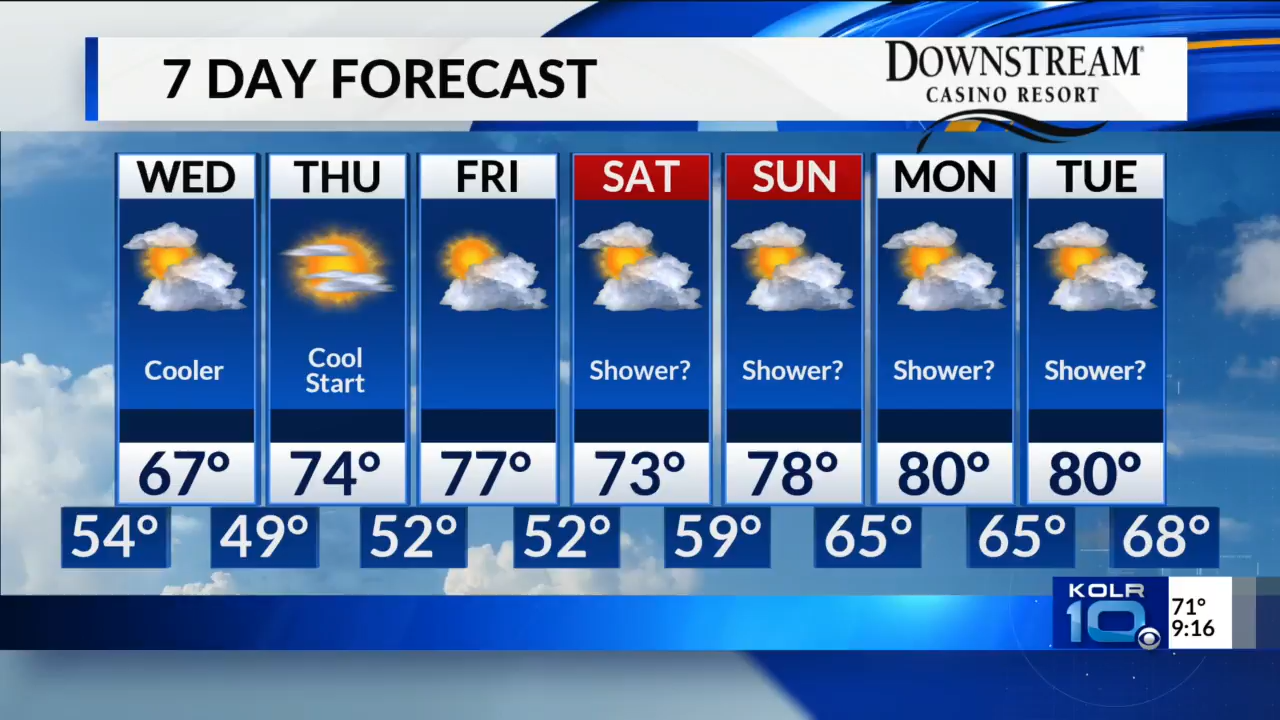 7 DAY FORECAST
DOWNSTREAM®
CASINO RESORT
WED THU FRI SAT SUN MON TUE
Cooler
Cool
Start
Shower? Shower? Shower? Shower?
67° 74° 77° 73° 78° 80° 80°
54° 49° 52° 52° 59° 65° 65° 68°
KOLR
10
71°
9:16